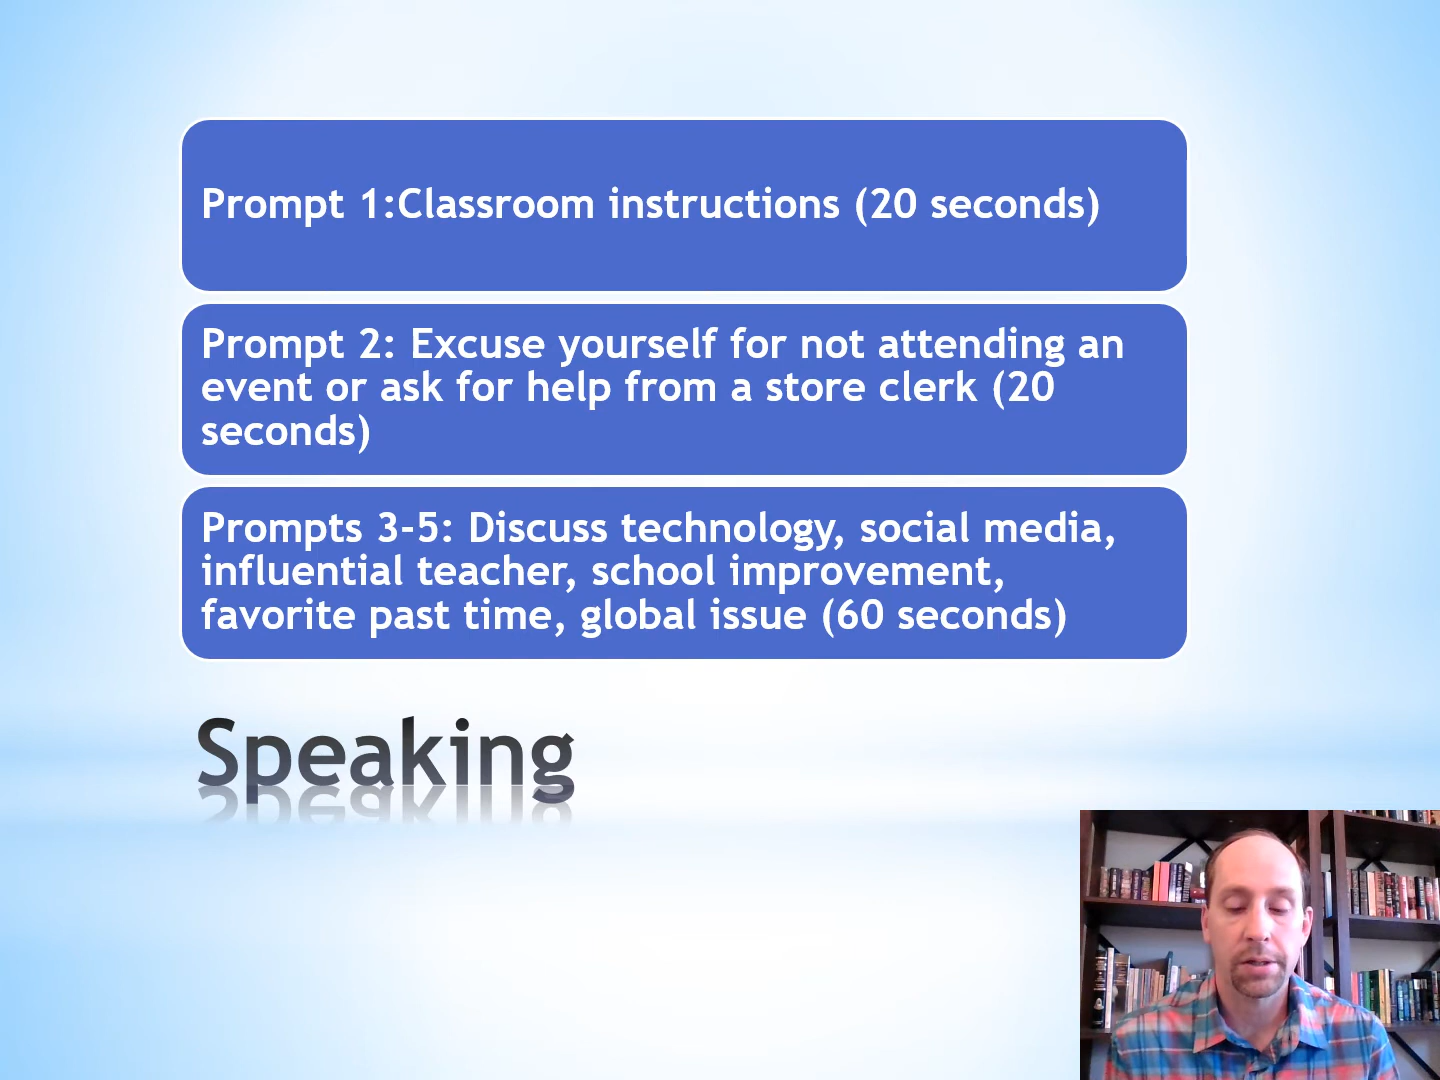 Prompt 1:Classroom instructions (20 seconds)
Prompt 2: Excuse yourself for not attending an
event or ask for help from a store clerk (20
seconds)
Prompts 3-5: Discuss technology, social media,
influential teacher, school improvement,
favorite past time, global issue (60 seconds)
Speaking